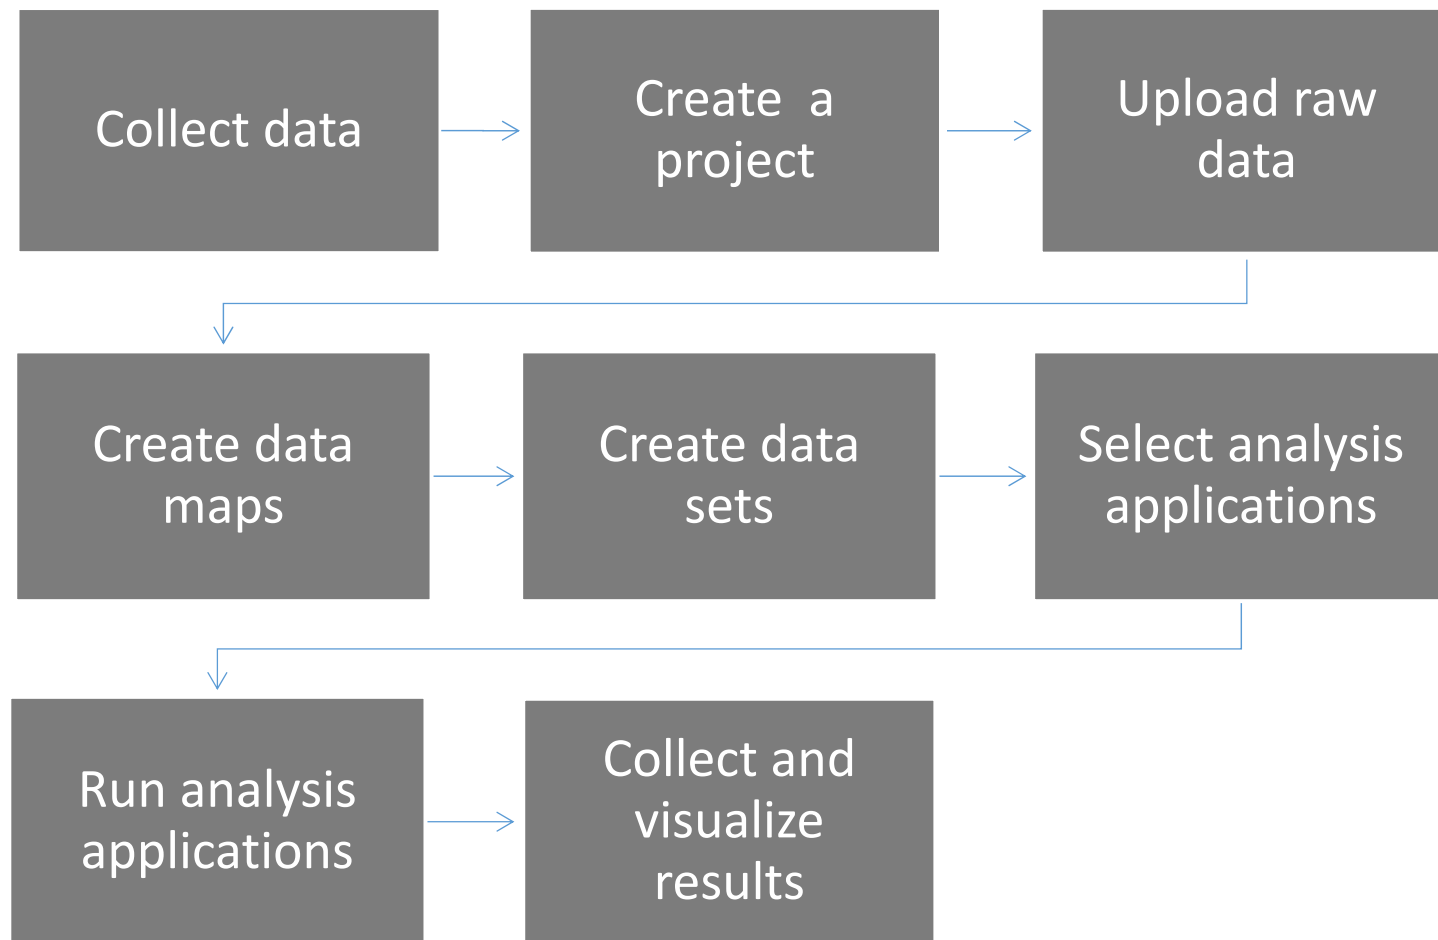 Collect data
Create  a
project
Upload raw
data
Create data
maps
Create data
sets
Select analysis
applications
Run analysis
applications
Collect and
visualize
results